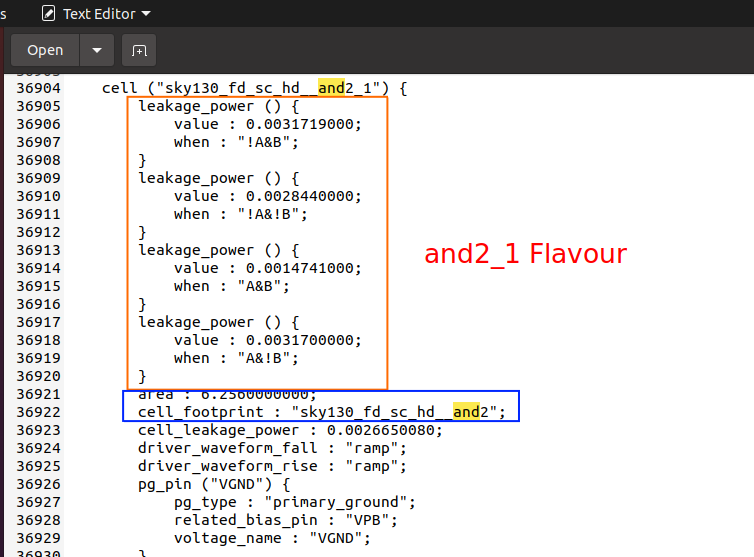 s Text Editor
Open
36903
36904 cell ("sky130_fd_sc_hd__and2_1") {
36905 leakage_power () {
36906 value : 0.0031719000;
36907 when : "!A&B";
36908 }
36909 leakage_power () {
36910 value : 0.0028440000;
36911 when : "!A&!B";
36912 }
36913 leakage_power () {
36914 value : 0.0014741000;
36915 when : "A&B";
36916 }
36917 leakage_power () {
36918 value : 0.0031700000;
36919 when : "A&!B";
36920 }
36921 area : 6.2560000000;
36922 cell_footprint : "sky130_fd_sc_hd__and2";
36923 cell_leakage_power : 0.0026650080;
36924 driver_waveform_fall : "ramp";
36925 driver_waveform_rise : "ramp";
36926 pg_pin ("VGND") {
36927 pg_type : "primary_ground";
36928 related_bias_pin : "VPB";
36929 voltage_name : "VGND";
36930 }
and2_1 Flavour